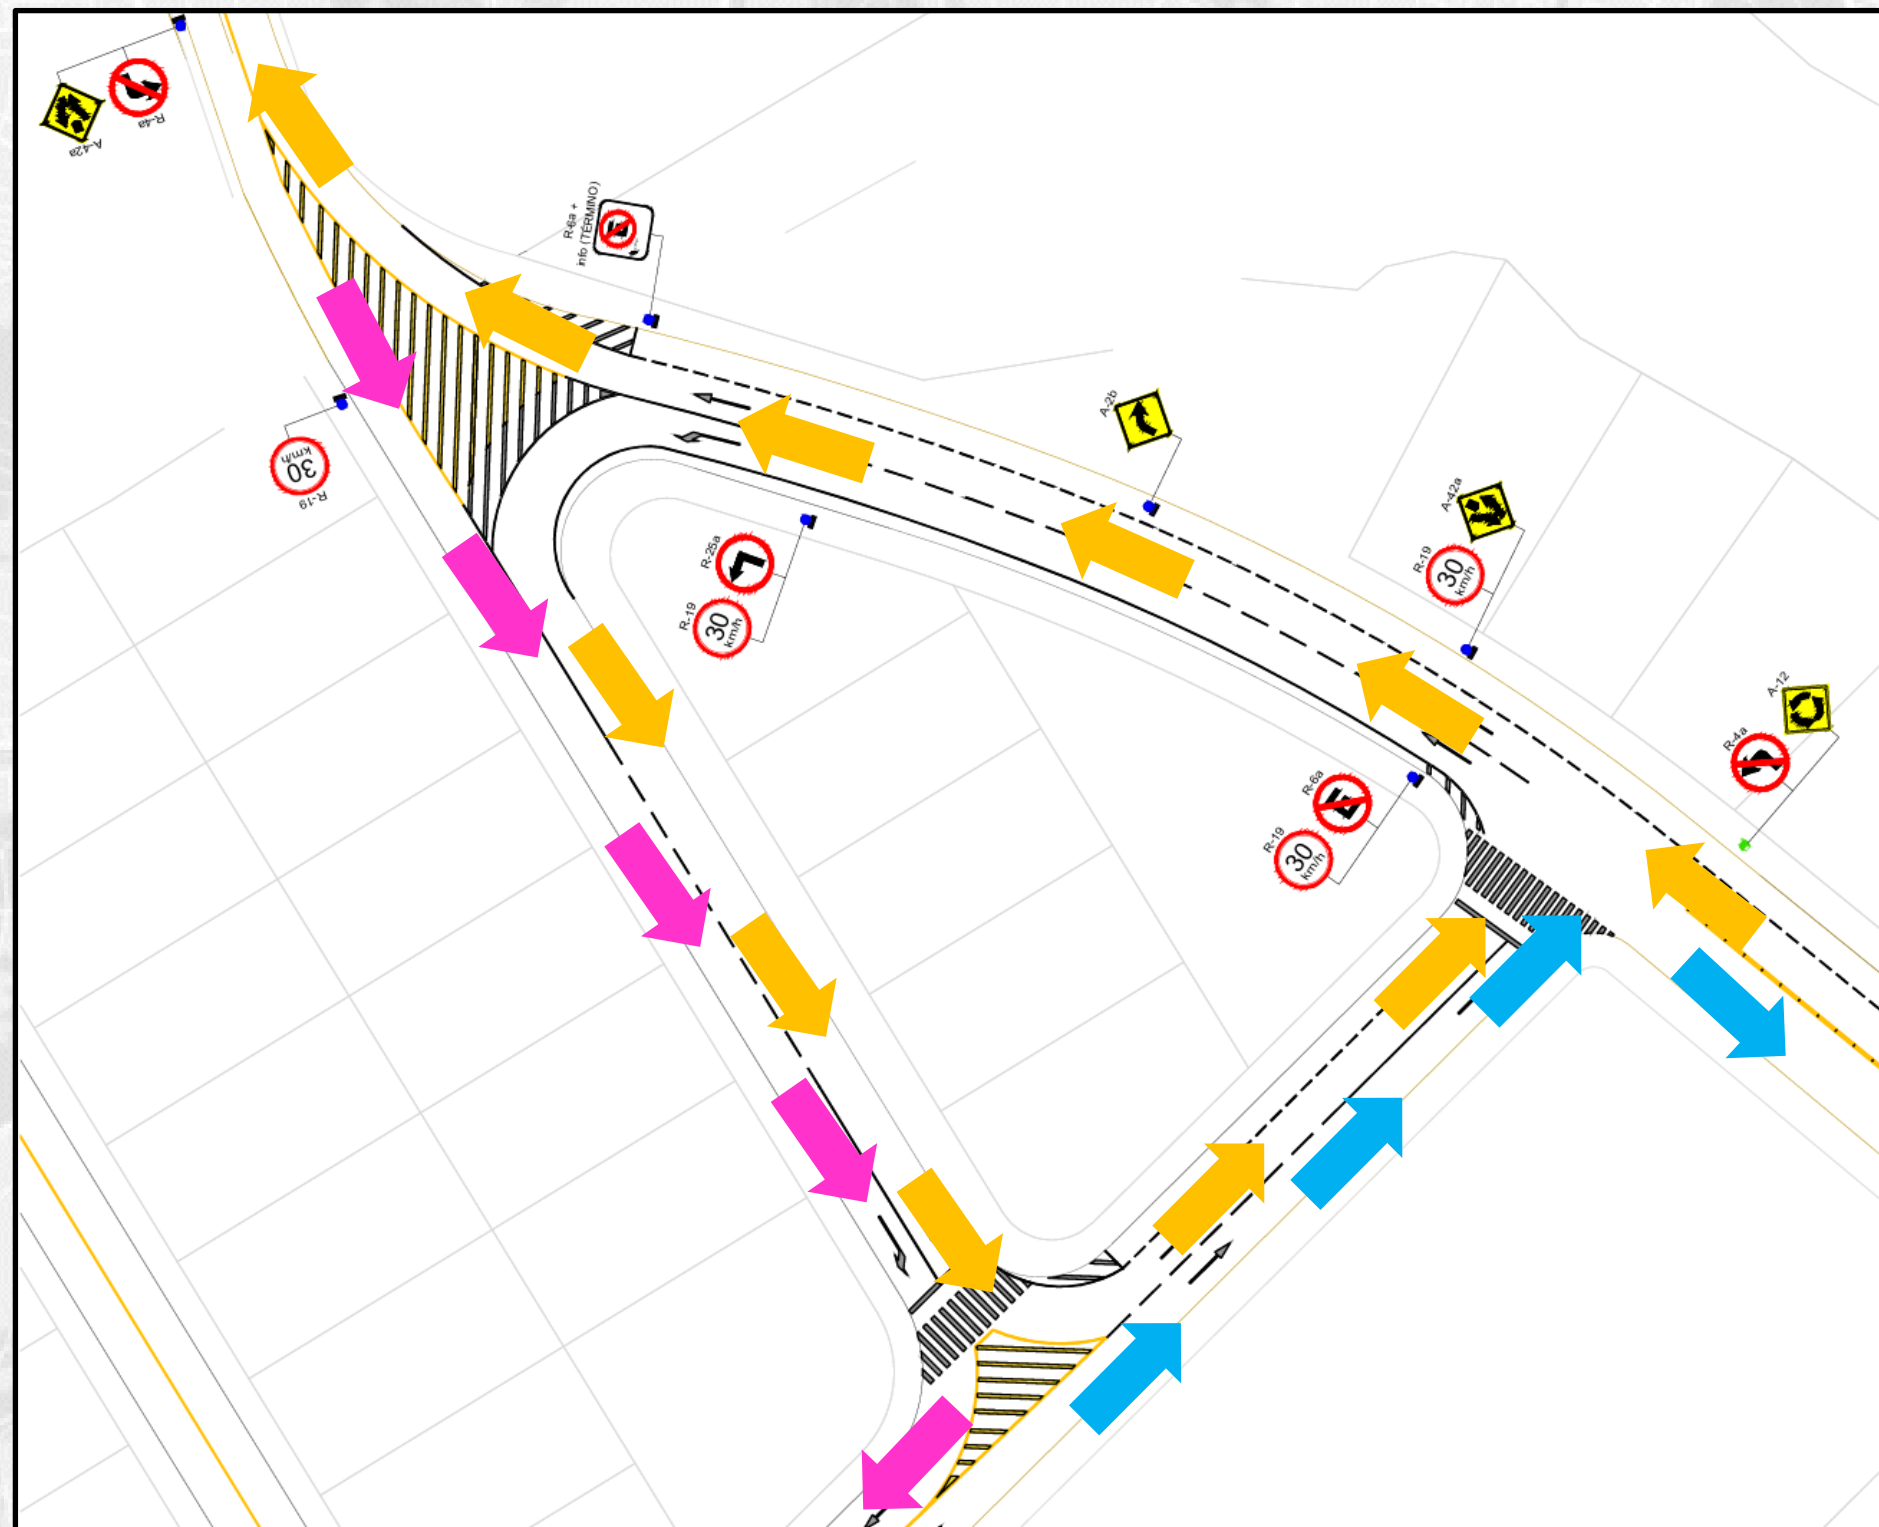 R-4a
A-42a
R-6a +
info (TÉRMINO)
30
km/h
R-19
A-2b
R-25a
R-19
30
km/h
A-42a
R-19
30
km/h
A-12
R-4a
R-6a
R-19
30
km/h